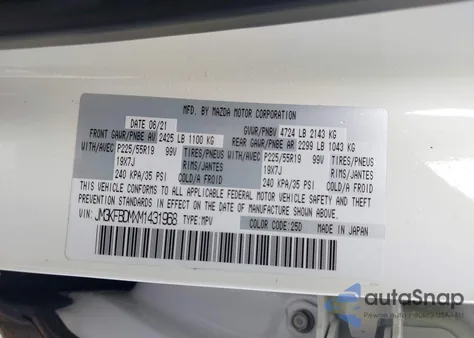 MFD. BY MAZDA MOTOR CORPORATION
DATE 06/21 GVWR/PNBV 4724 LB 2143 KG
FRONT GAWR/PNBE AV 2425 LB 1100 KG REAR GAWR/PNBE AR 2299 LB 1043 KG
WITH/AVEC P225/55R19 99V TIRES/PNEUS WITH/AVEC P225/55R19 99V TIRES/PNEUS
19X7J RIMS/JANTES 19X7J RIMS/JANTES
240 KPA/35 PSI COLD/A FROID 240 KPA/35 PSI COLD/A FROID
THIS VEHICLE CONFORMS TO ALL APPLICABLE FEDERAL MOTOR VEHICLE SAFETY, BUMPER, AND THEFT
PREVENTION STANDARDS IN EFFECT ON THE DATE OF MANUFACTURE SHOWN ABOVE.
VIN: JM3KFBDMXM1431968 TYPE: MPV
COLOR CODE: 25D MADE IN JAPAN
autoSnap